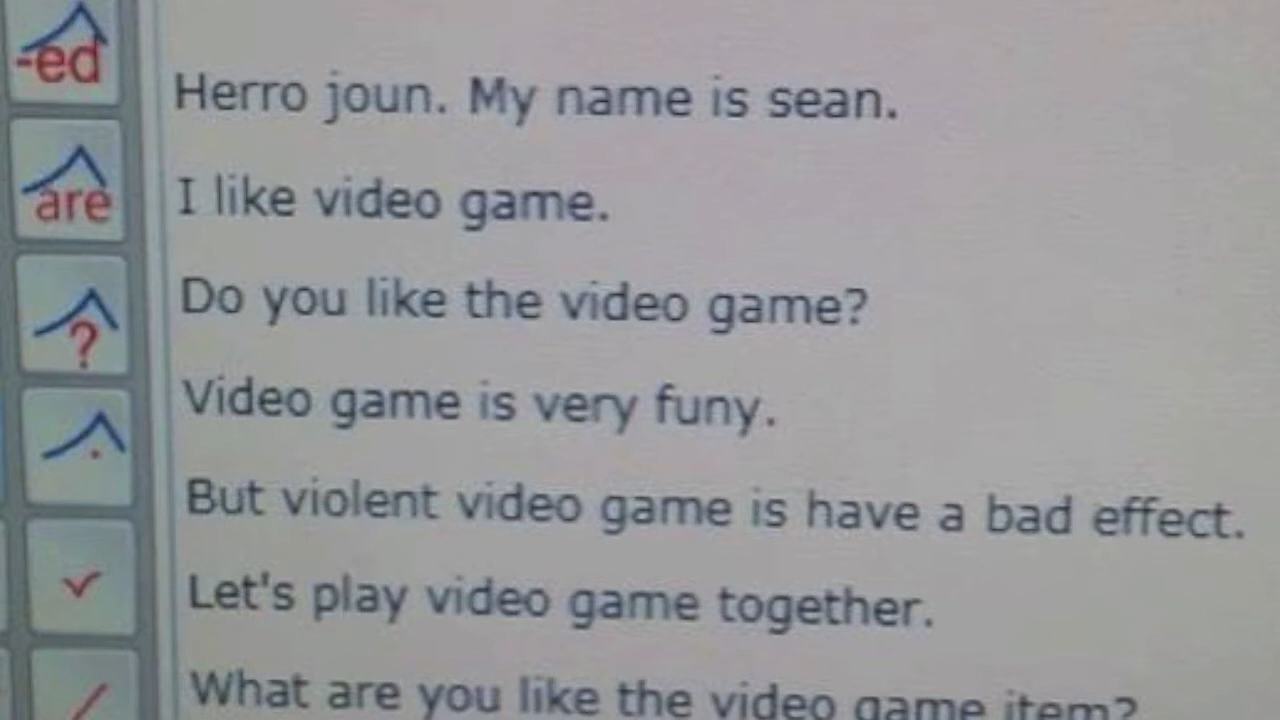 -ed
are
?
.
Herro joun. My name is sean.
I like video game.
Do you like the video game?
Video game is very funy.
But violent video game is have a bad effect.
Let's play video game together.
What are you like the video game item?